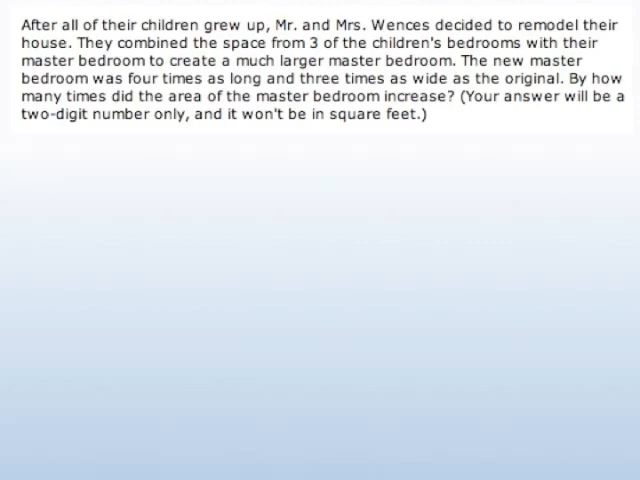 After all of their children grew up, Mr. and Mrs. Wences decided to remodel their
house. They combined the space from 3 of the children's bedrooms with their
master bedroom to create a much larger master bedroom. The new master
bedroom was four times as long and three times as wide as the original. By how
many times did the area of the master bedroom increase? (Your answer will be a
two-digit number only, and it won't be in square feet.)